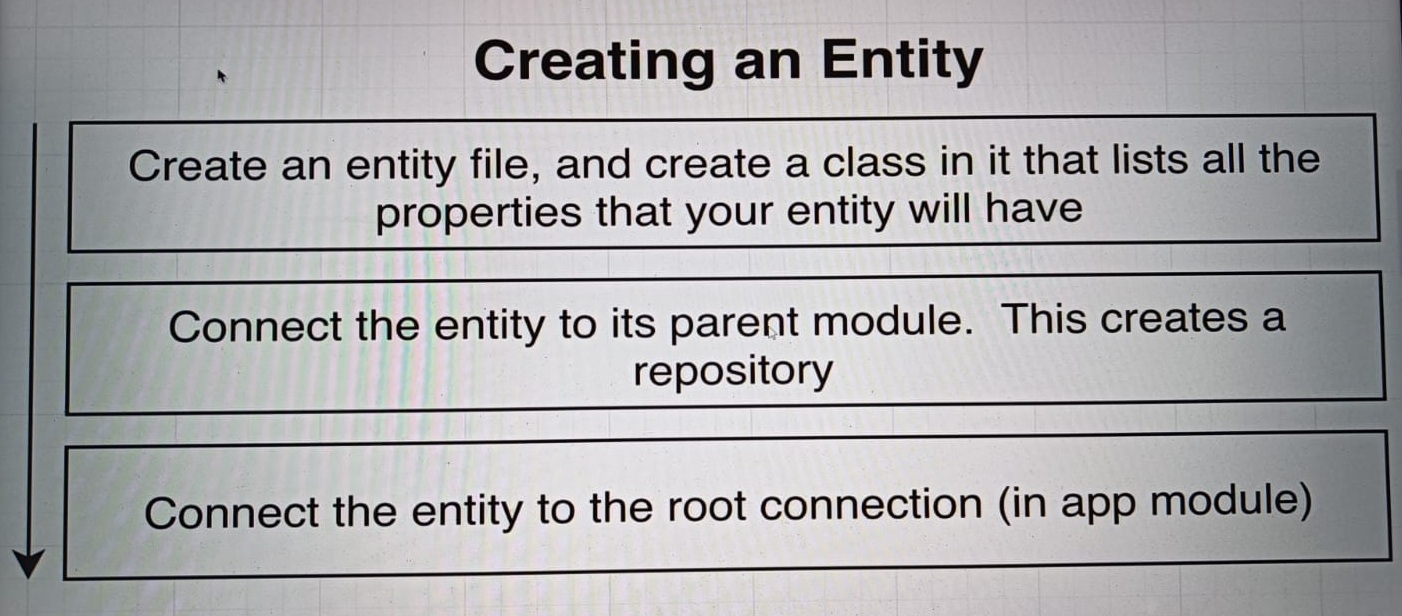 Creating an Entity
Create an entity file, and create a class in it that lists all the
properties that your entity will have
Connect the entity to its parent module.  This creates a
repository
Connect the entity to the root connection (in app module)